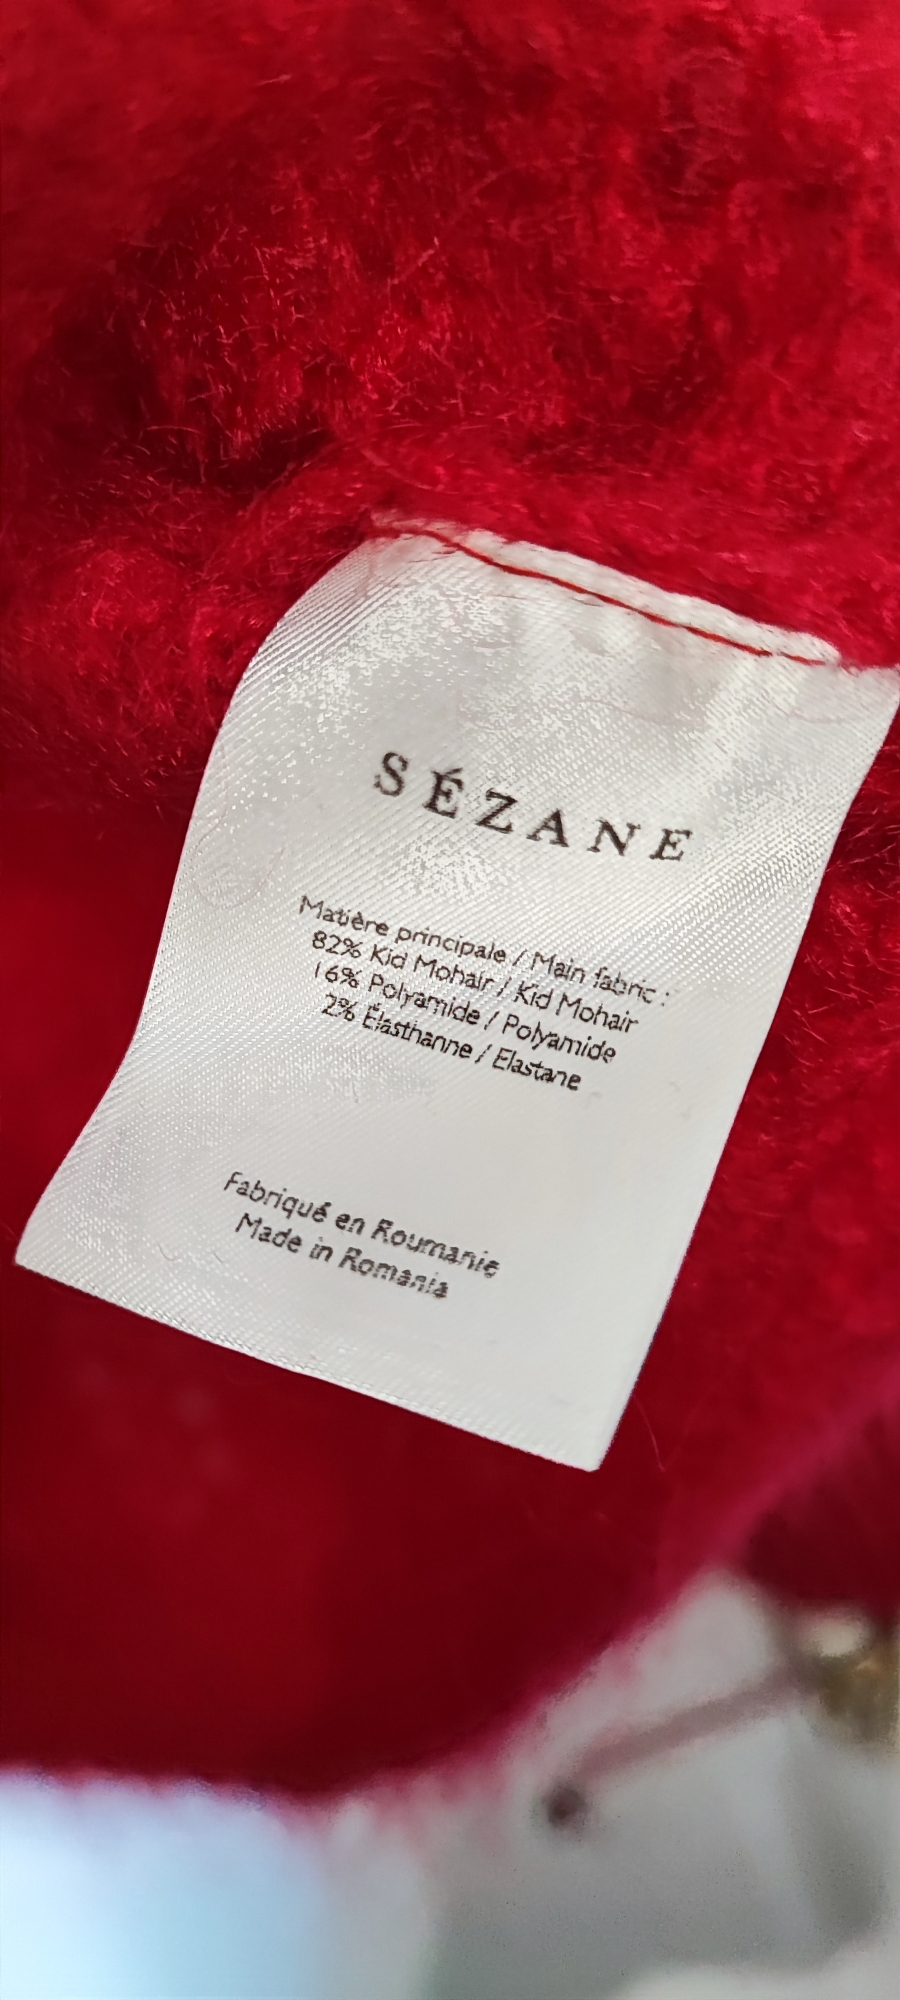 SÉZANE
Matière principale / Main fabric :
82% Kid Mohair / Kid Mohair
16% Polyamide / Polyamide
2% Élasthanne / Elastane
Fabriqué en Roumanie
Made in Romania